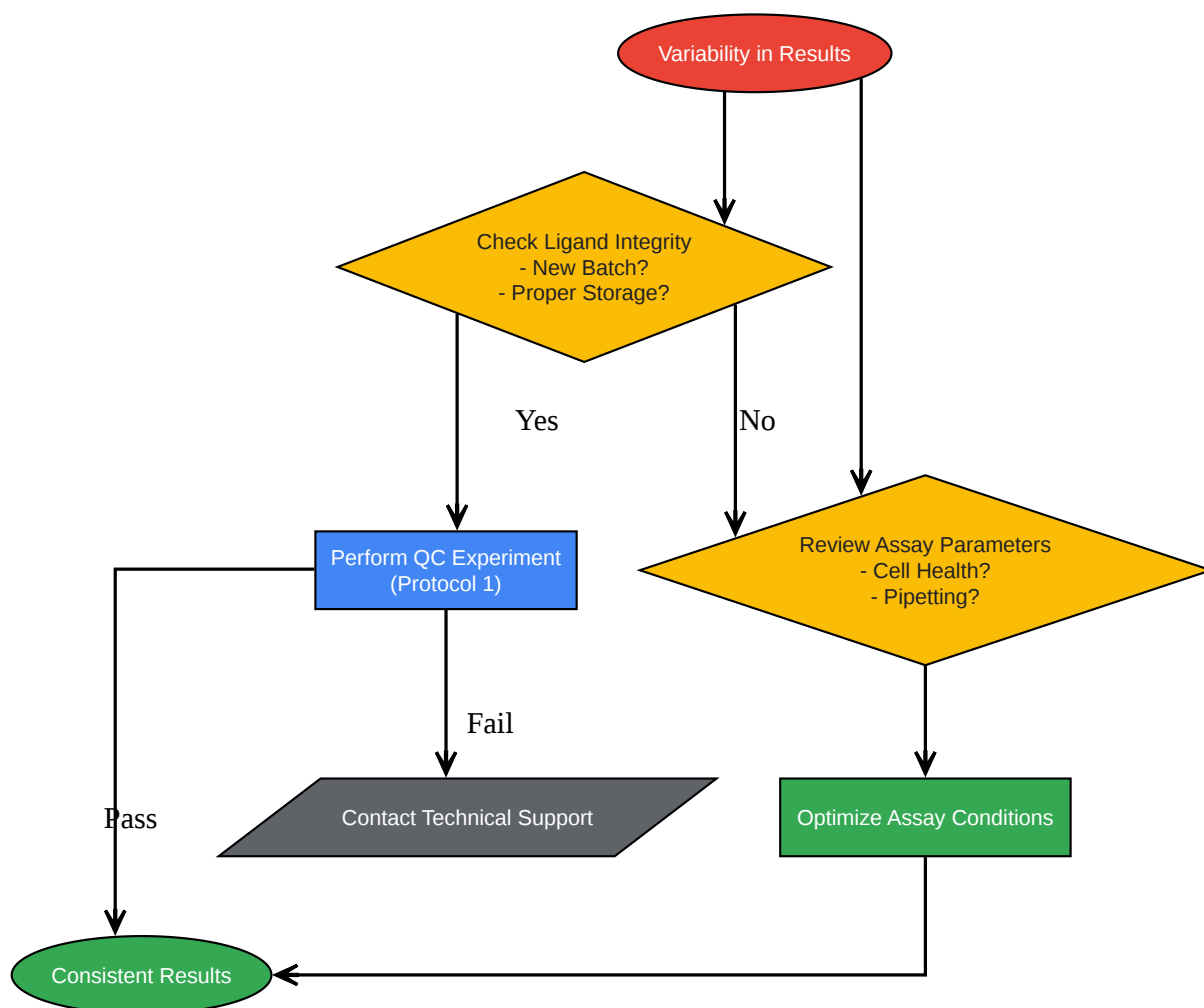 Variability in Results
Check Ligand Integrity
- New Batch?
- Proper Storage?
Yes
No
Perform QC Experiment
(Protocol 1)
Review Assay Parameters
- Cell Health?
- Pipetting?
Fail
Pass
Contact Technical Support
Optimize Assay Conditions
Consistent Results